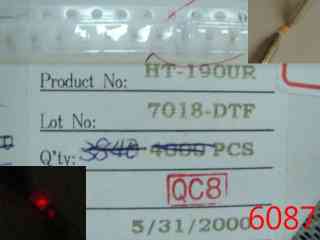 Product No: HT-190UR
Lot No: 7018-DTF
Q'ty: 3840 4000 PCS
QC8
5/31/2000
6087